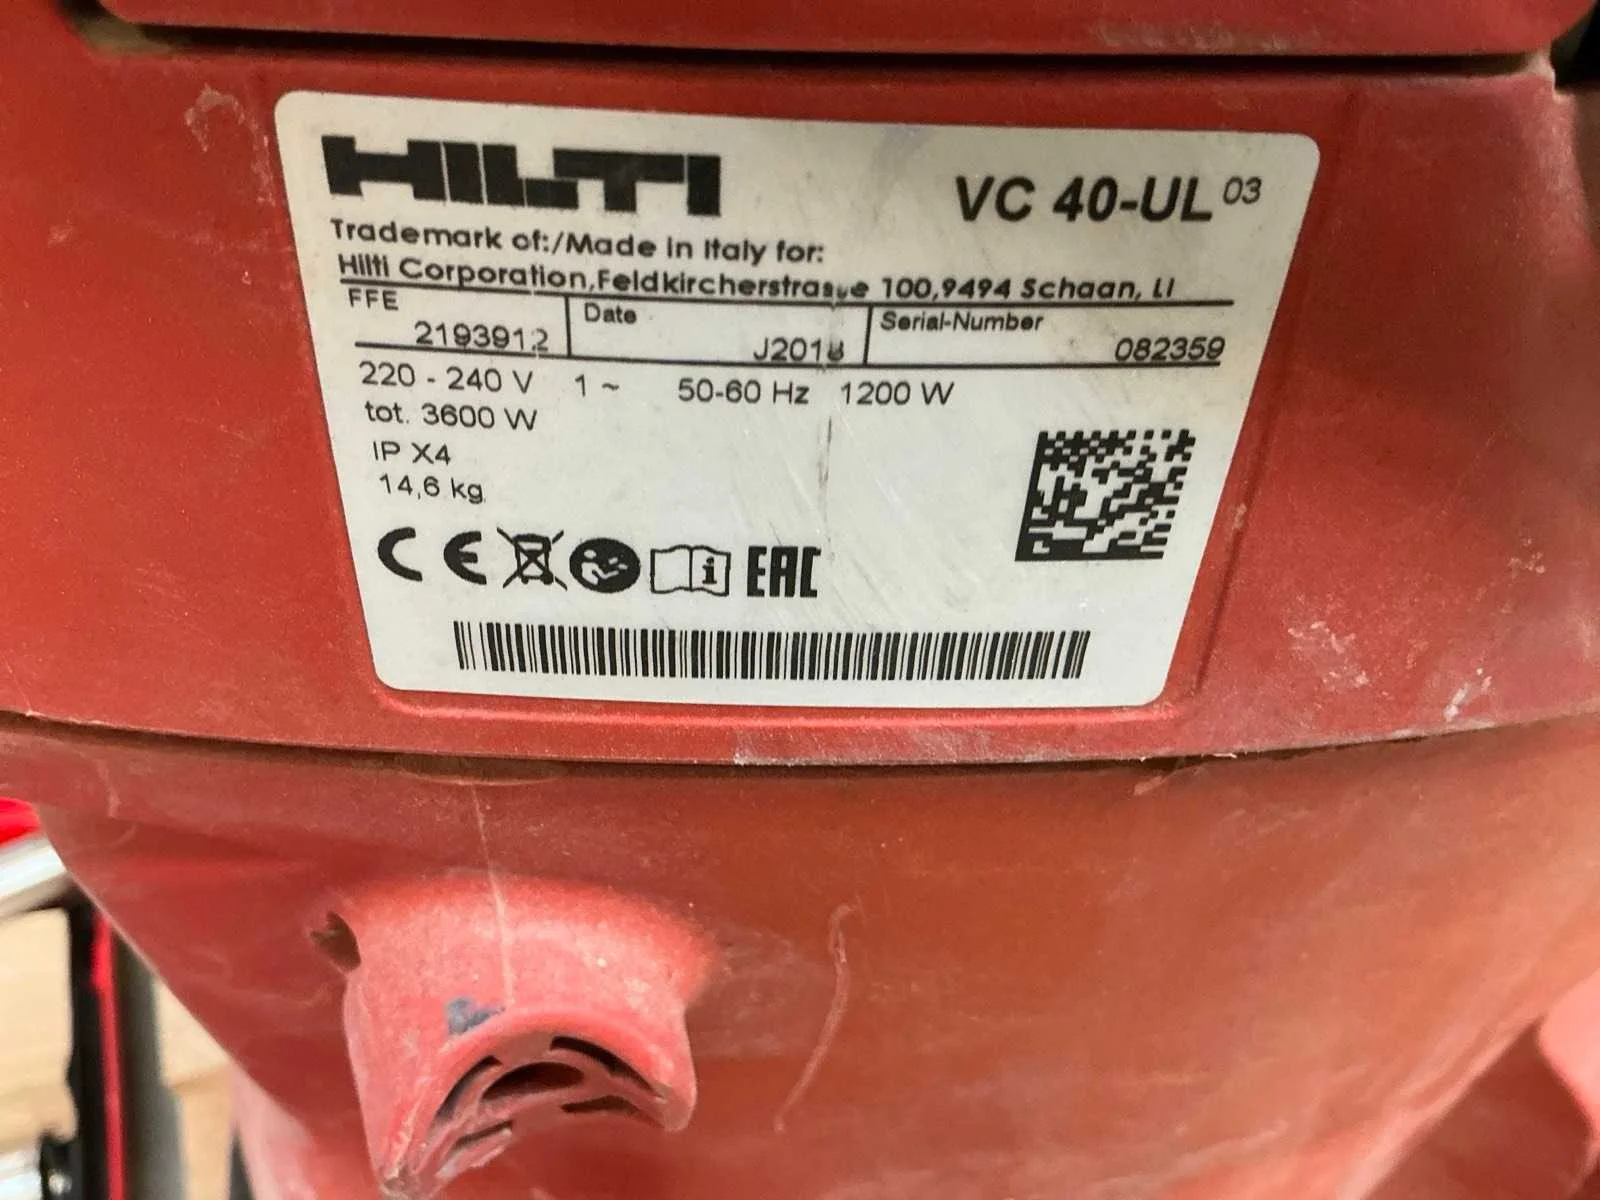 HILTI
VC 40-UL 03
Trademark of:/Made in Italy for:
Hilti Corporation,Feldkircherstrasse 100,9494 Schaan, LI
FFE
2193912
Date
J2018
Serial-Number
082359
220 - 240 V 1 ~ 50-60 Hz 1200 W
tot. 3600 W
IP X4
14,6 kg
CE i EAC